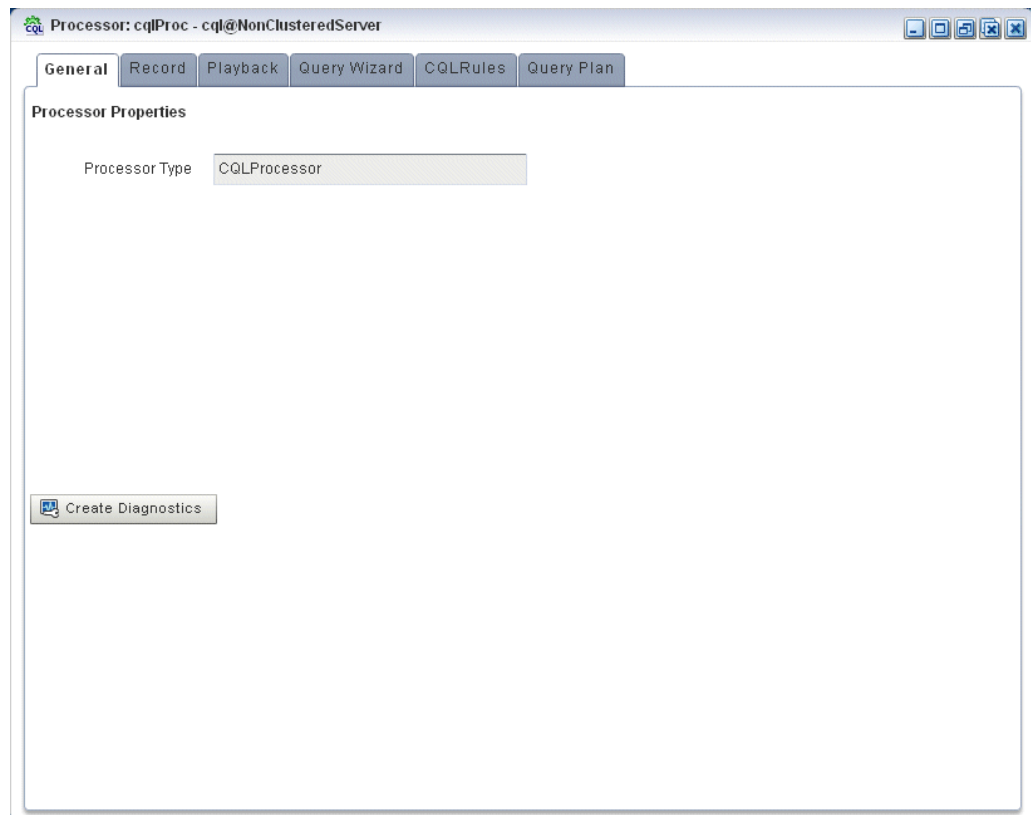 CQL Processor: cqlProc - cql@NonClusteredServer
General Record Playback Query Wizard CQLRules Query Plan
Processor Properties
Processor Type CQLProcessor
Create Diagnostics